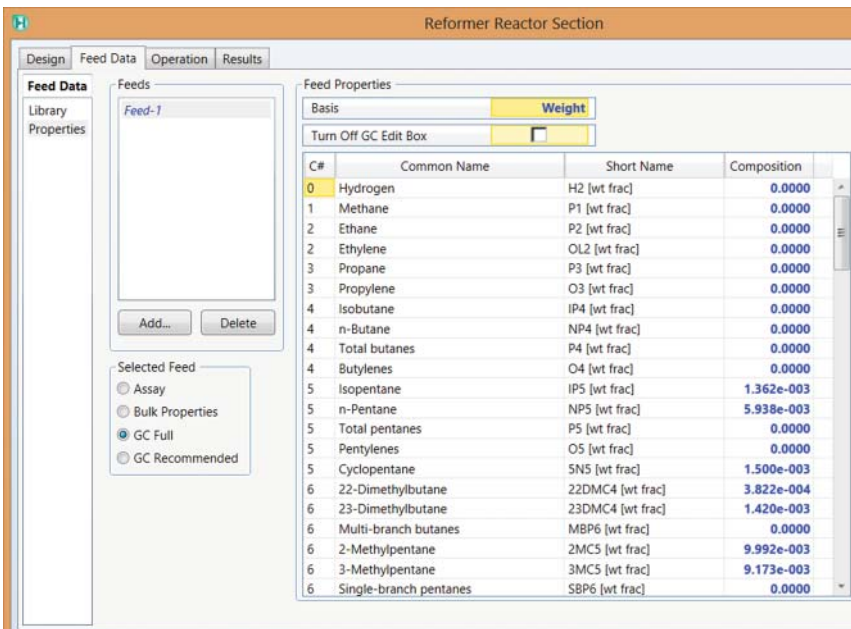 Reformer Reactor Section
Design Feed Data Operation Results
Feed Data
Library
Properties
Feeds
Feed-1
Add... Delete
Selected Feed
Assay
Bulk Properties
GC Full
GC Recommended
Feed Properties
Basis Weight
Turn Off GC Edit Box
C# Common Name Short Name Composition
0 Hydrogen H2 [wt frac] 0.0000
1 Methane P1 [wt frac] 0.0000
2 Ethane P2 [wt frac] 0.0000
2 Ethylene OL2 [wt frac] 0.0000
3 Propane P3 [wt frac] 0.0000
3 Propylene O3 [wt frac] 0.0000
4 Isobutane IP4 [wt frac] 0.0000
4 n-Butane NP4 [wt frac] 0.0000
4 Total butanes P4 [wt frac] 0.0000
4 Butylenes O4 [wt frac] 0.0000
5 Isopentane IP5 [wt frac] 1.362e-003
5 n-Pentane NP5 [wt frac] 5.938e-003
5 Total pentanes P5 [wt frac] 0.0000
5 Pentylenes O5 [wt frac] 0.0000
5 Cyclopentane 5N5 [wt frac] 1.500e-003
6 22-Dimethylbutane 22DMC4 [wt frac] 3.822e-004
6 23-Dimethylbutane 23DMC4 [wt frac] 1.420e-003
6 Multi-branch butanes MBP6 [wt frac] 0.0000
6 2-Methylpentane 2MC5 [wt frac] 9.992e-003
6 3-Methylpentane 3MC5 [wt frac] 9.173e-003
6 Single-branch pentanes SBP6 [wt frac] 0.0000